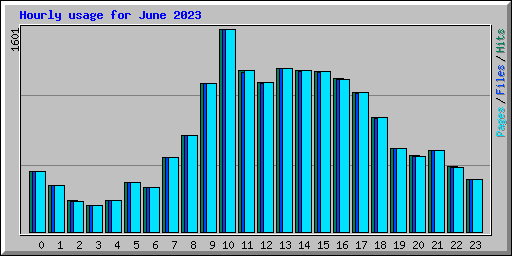 Hourly usage for June 2023
1601
Pages/Files/Hits
0 1 2 3 4 5 6 7 8 9 10 11 12 13 14 15 16 17 18 19 20 21 22 23